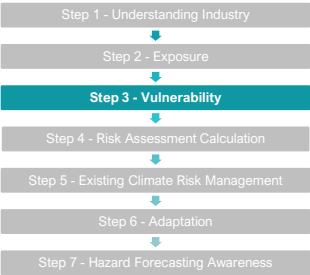 Step 1 - Understanding Industry
Step 2 - Exposure
Step 3 - Vulnerability
Step 4 - Risk Assessment Calculation
Step 5 - Existing Climate Risk Management
Step 6 - Adaptation
Step 7 - Hazard Forecasting Awareness